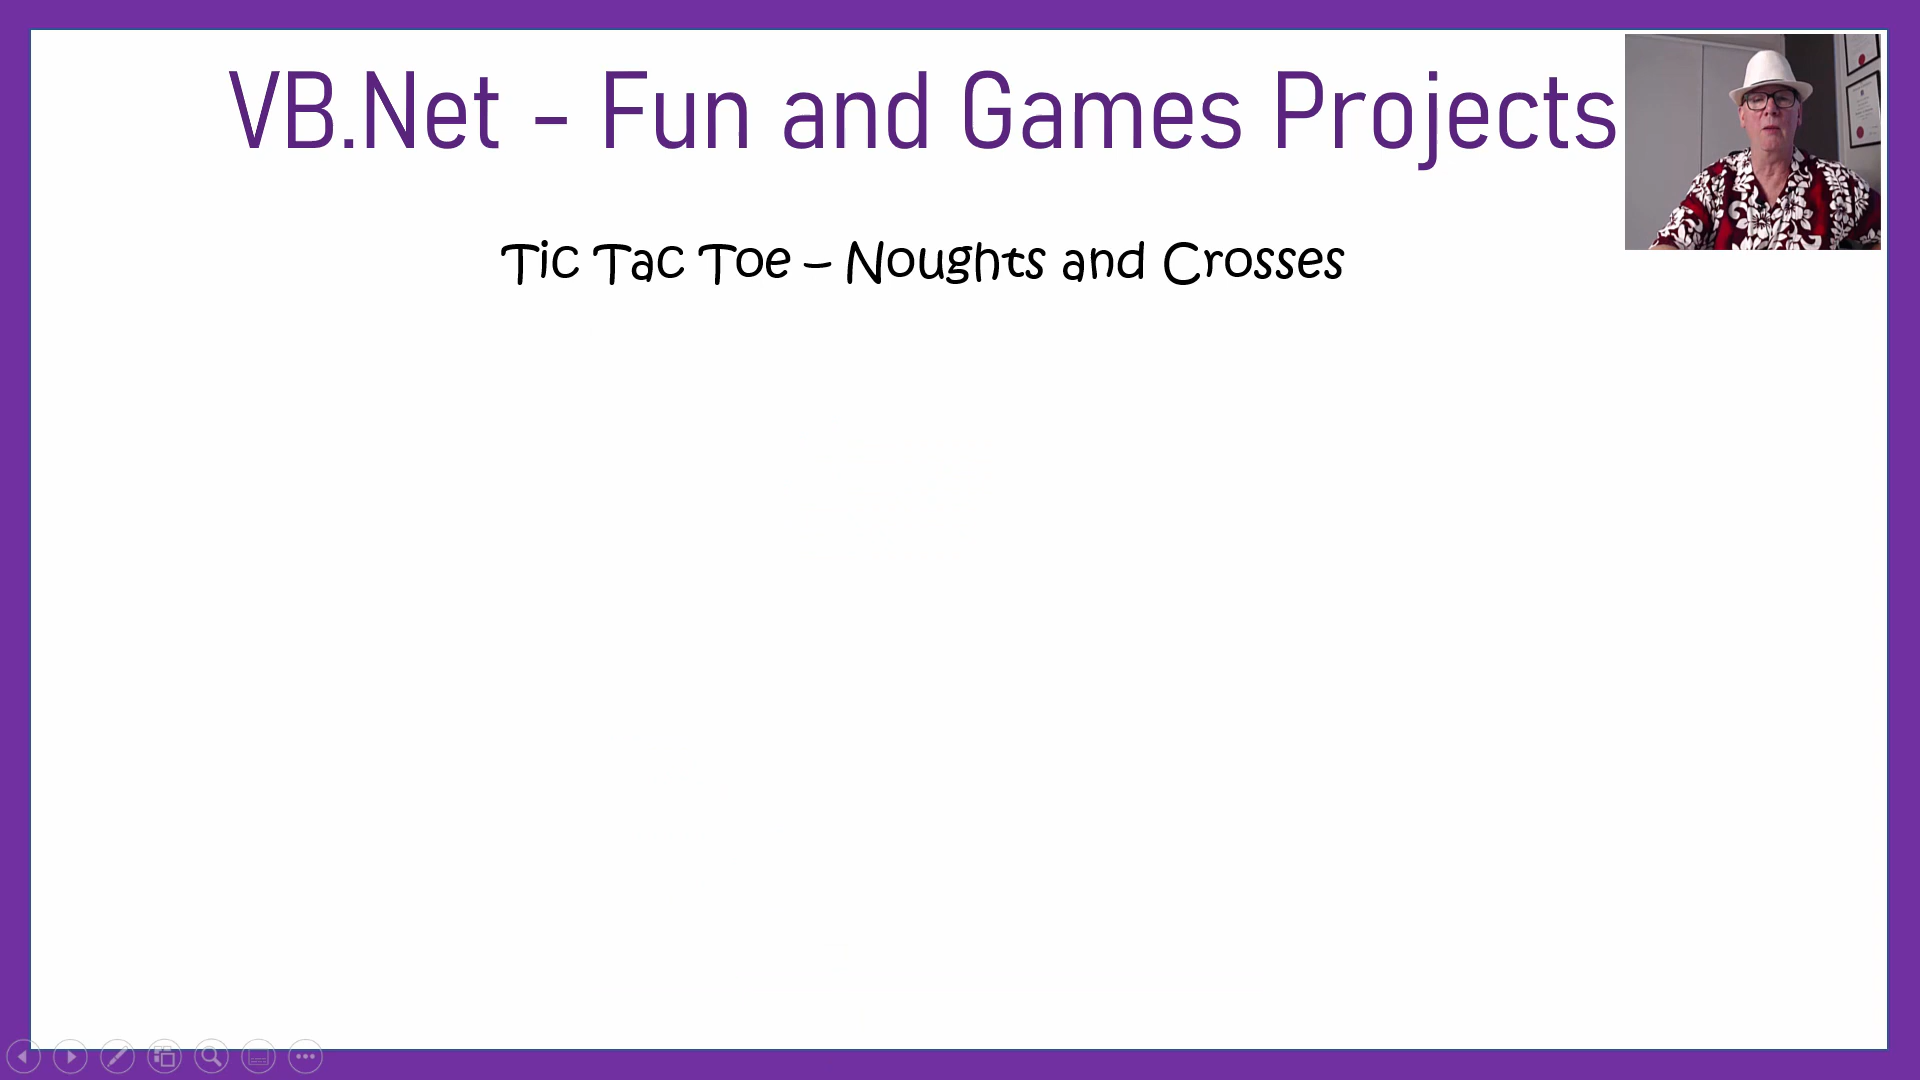 VB.Net - Fun and Games Projects
Tic Tac Toe – Noughts and Crosses